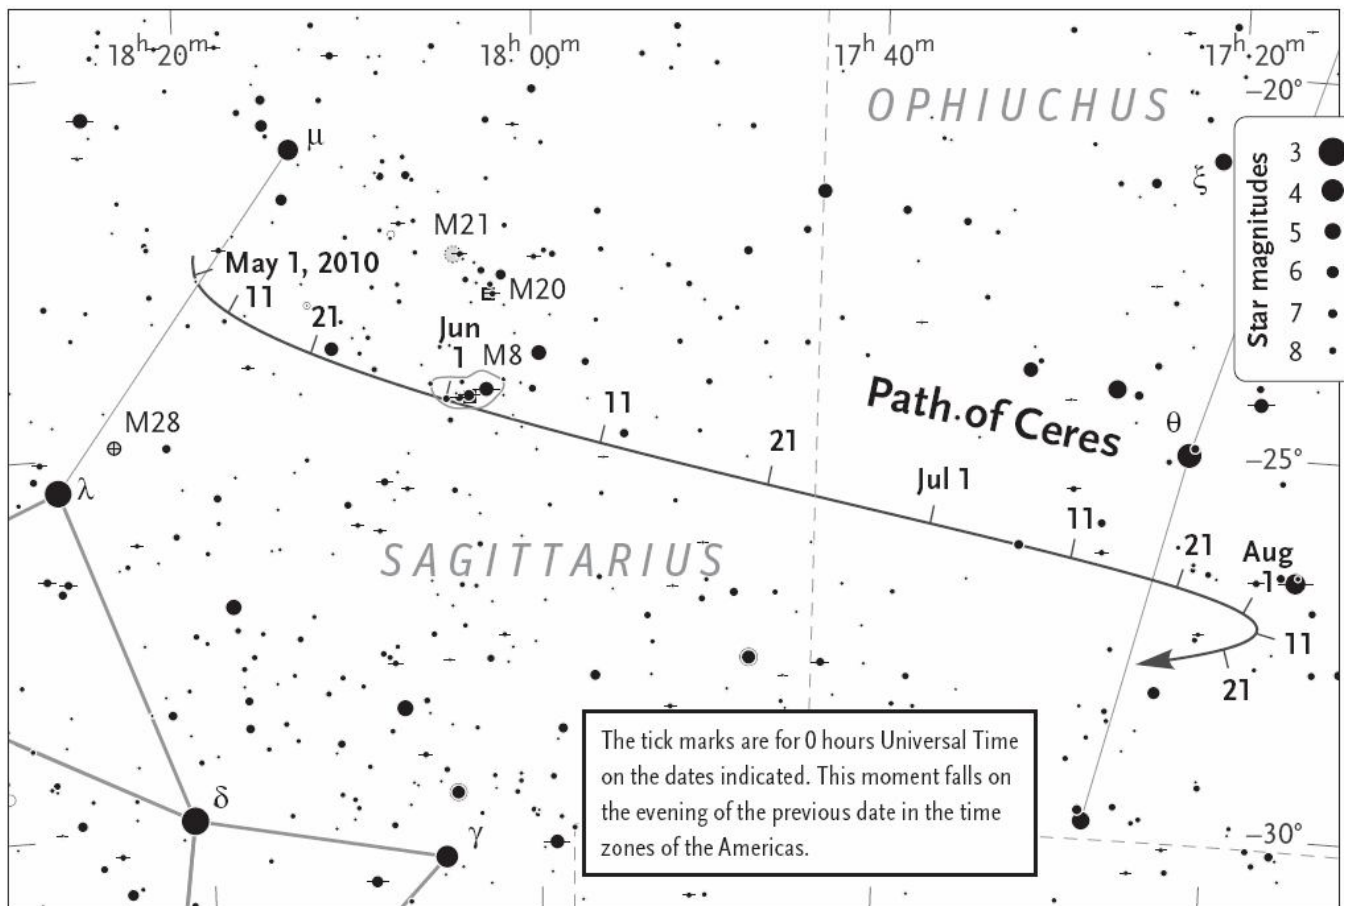 18h 20m
18h 00m
17h 40m
17h 20m
–20°
OPHIUCHUS
μ
ξ
Star magnitudes
3
4
5
6
7
8
M21
May 1, 2010
11
M20
21
Jun
1
M8
11
Path of Ceres
θ
M28
21
–25°
λ
Jul 1
11
SAGITTARIUS
21
Aug
1
11
21
The tick marks are for 0 hours Universal Time
on the dates indicated. This moment falls on
the evening of the previous date in the time
zones of the Americas.
δ
γ
–30°